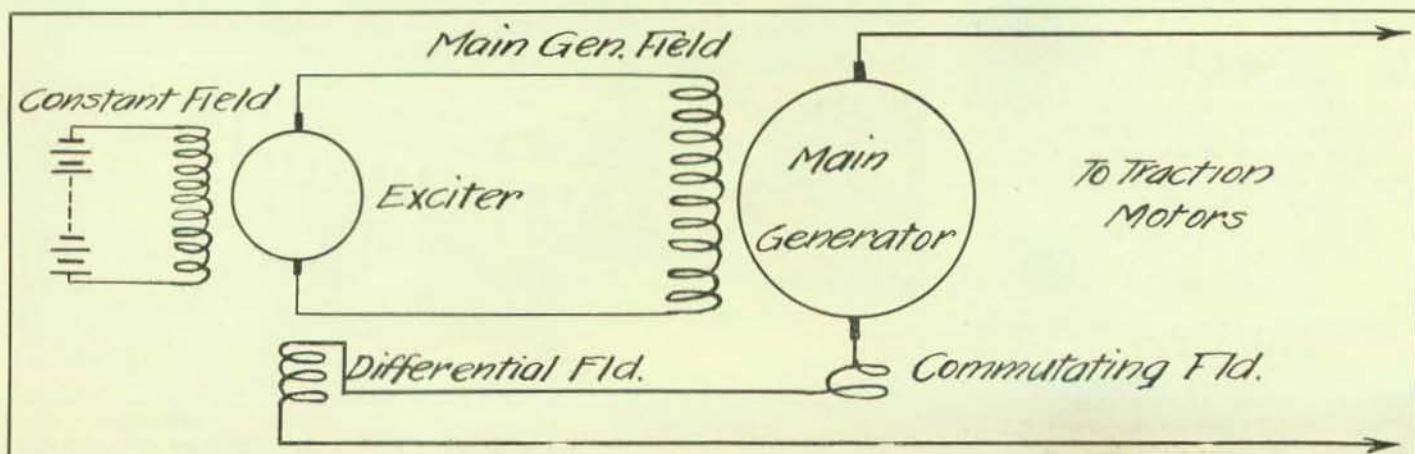 Main Gen. Field
Constant Field
Exciter
Main
Generator
To Traction
Motors
Differential Fld.
Commutating Fld.